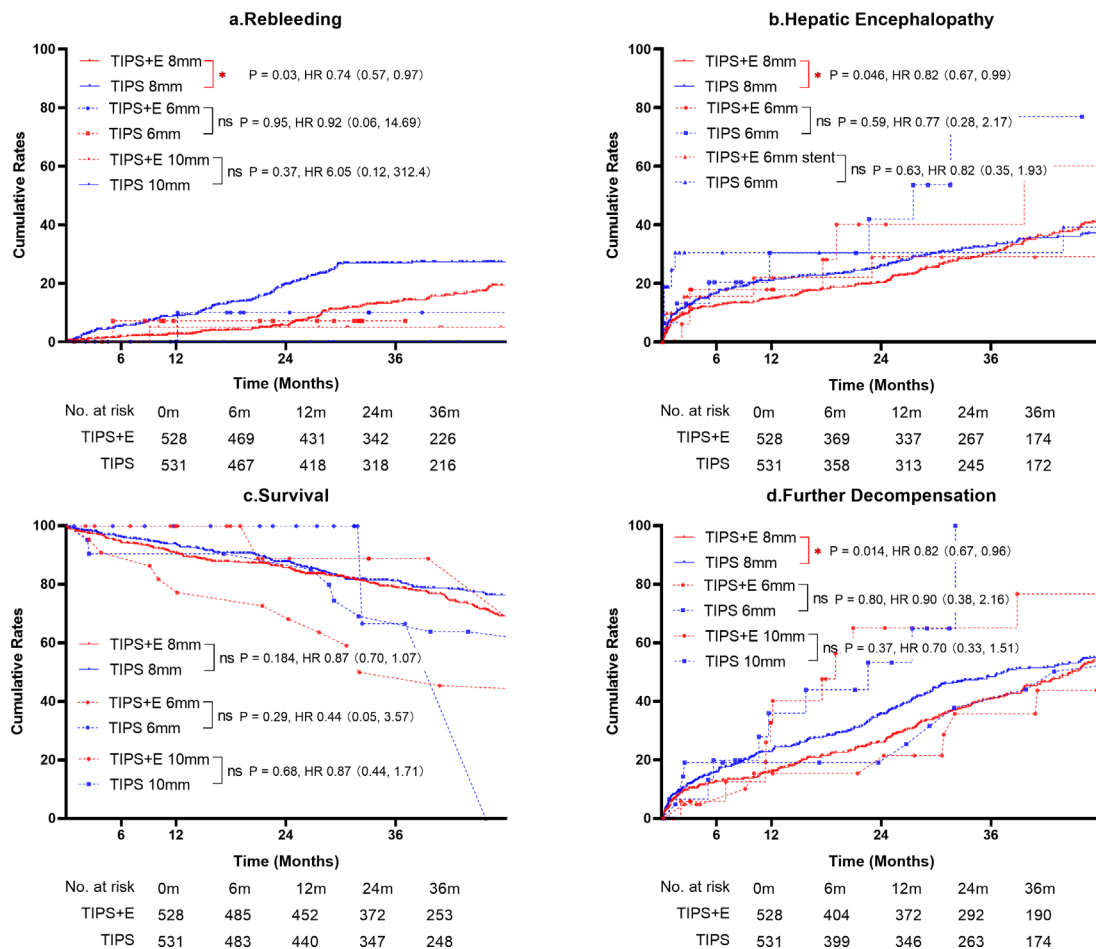 a.Rebleeding
100
80
60
40
20
0
Cumulative Rates
TIPS+E 8mm
TIPS 8mm
* P = 0.03, HR 0.74 (0.57, 0.97)
TIPS+E 6mm
TIPS 6mm
ns P = 0.95, HR 0.92 (0.06, 14.69)
TIPS+E 10mm
TIPS 10mm
ns P = 0.37, HR 6.05 (0.12, 312.4)
6 12 24 36
Time (Months)
No. at risk 0m 6m 12m 24m 36m
TIPS+E 528 469 431 342 226
TIPS 531 467 418 318 216
b.Hepatic Encephalopathy
100
80
60
40
20
0
Cumulative Rates
TIPS+E 8mm
TIPS 8mm
* P = 0.046, HR 0.82 (0.67, 0.99)
TIPS+E 6mm
TIPS 6mm
ns P = 0.59, HR 0.77 (0.28, 2.17)
TIPS+E 6mm stent
TIPS 6mm
ns P = 0.63, HR 0.82 (0.35, 1.93)
6 12 24 36
Time (Months)
No. at risk 0m 6m 12m 24m 36m
TIPS+E 528 369 337 267 174
TIPS 531 358 313 245 172
c.Survival
100
80
60
40
20
0
Cumulative Rates
TIPS+E 8mm
TIPS 8mm
ns P = 0.184, HR 0.87 (0.70, 1.07)
TIPS+E 6mm
TIPS 6mm
ns P = 0.29, HR 0.44 (0.05, 3.57)
TIPS+E 10mm
TIPS 10mm
ns P = 0.68, HR 0.87 (0.44, 1.71)
6 12 24 36
Time (Months)
No. at risk 0m 6m 12m 24m 36m
TIPS+E 528 485 452 372 253
TIPS 531 483 440 347 248
d.Further Decompensation
100
80
60
40
20
0
Cumulative Rates
TIPS+E 8mm
TIPS 8mm
* P = 0.014, HR 0.82 (0.67, 0.96)
TIPS+E 6mm
TIPS 6mm
ns P = 0.80, HR 0.90 (0.38, 2.16)
TIPS+E 10mm
TIPS 10mm
ns P = 0.37, HR 0.70 (0.33, 1.51)
6 12 24 36
Time (Months)
No. at risk 0m 6m 12m 24m 36m
TIPS+E 528 404 372 292 190
TIPS 531 399 346 263 174